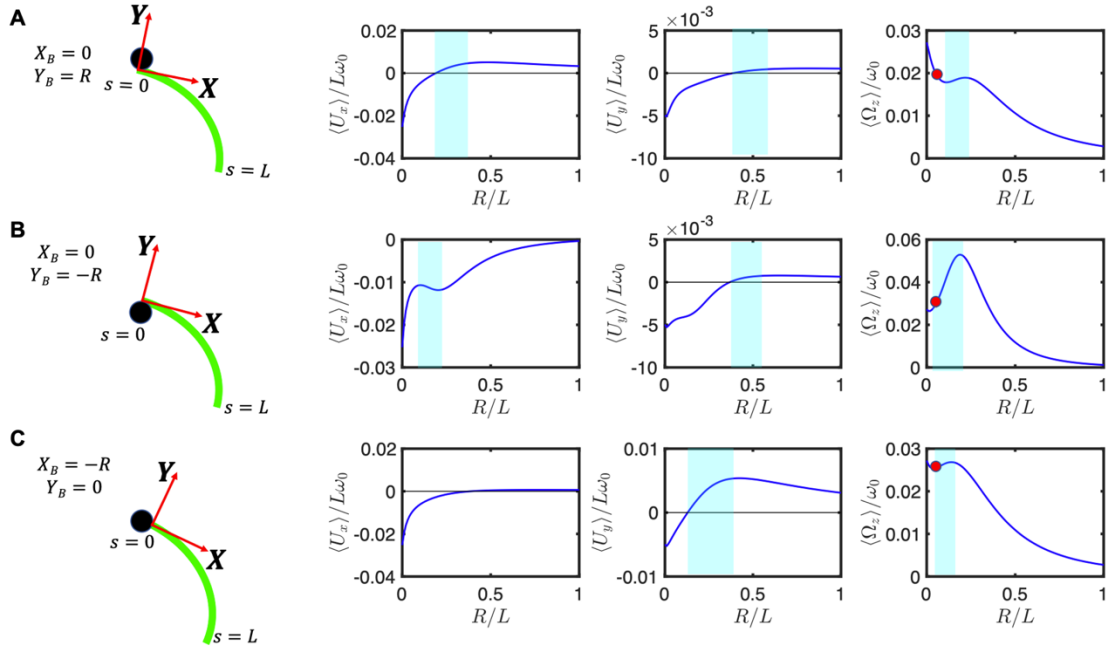 A
Y
X_B = 0
Y_B = R
s = 0
X
s = L
0.02
0
-0.02
-0.04
⟨U_x⟩/Lω_0
0 0.5 1
R/L
×10^-3
5
0
-5
-10
⟨U_y⟩/Lω_0
0 0.5 1
R/L
0.03
0.02
0.01
0
⟨Ω_z⟩/ω_0
0 0.5 1
R/L
B
X_B = 0
Y_B = −R
Y
X
s = 0
s = L
0
-0.01
-0.02
-0.03
⟨U_x⟩/Lω_0
0 0.5 1
R/L
×10^-3
5
0
-5
-10
⟨U_y⟩/Lω_0
0 0.5 1
R/L
0.06
0.04
0.02
0
⟨Ω_z⟩/ω_0
0 0.5 1
R/L
C
X_B = −R
Y_B = 0
Y
s = 0
X
s = L
0.02
0
-0.02
-0.04
⟨U_x⟩/Lω_0
0 0.5 1
R/L
0.01
0
-0.01
⟨U_y⟩/Lω_0
0 0.5 1
R/L
0.03
0.02
0.01
0
⟨Ω_z⟩/ω_0
0 0.5 1
R/L